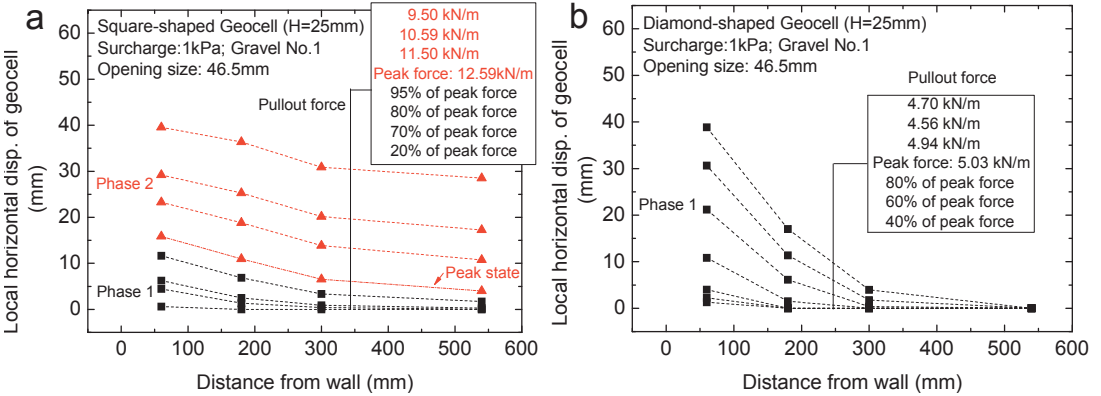 a
Square-shaped Geocell (H=25mm)
Surcharge:1kPa; Gravel No.1
Opening size: 46.5mm
9.50 kN/m
10.59 kN/m
11.50 kN/m
Peak force: 12.59kN/m
95% of peak force
80% of peak force
70% of peak force
20% of peak force
Pullout force
Phase 2
Phase 1
Peak state
Local horizontal disp. of geocell
(mm)
60
50
40
30
20
10
0
0 100 200 300 400 500 600
Distance from wall (mm)
b
Diamond-shaped Geocell (H=25mm)
Surcharge:1kPa; Gravel No.1
Opening size: 46.5mm
Pullout force
4.70 kN/m
4.56 kN/m
4.94 kN/m
Peak force: 5.03 kN/m
80% of peak force
60% of peak force
40% of peak force
Phase 1
Local horizontal disp. of geocell
(mm)
60
50
40
30
20
10
0
0 100 200 300 400 500 600
Distance from wall (mm)